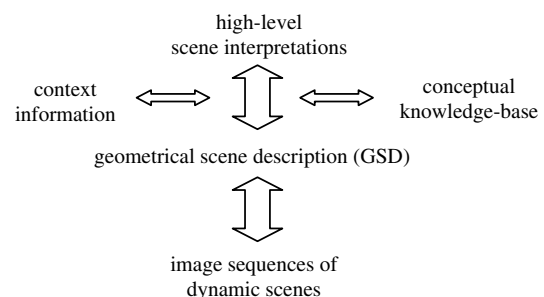 high-level
scene interpretations
context
information
conceptual
knowledge-base
geometrical scene description (GSD)
image sequences of
dynamic scenes